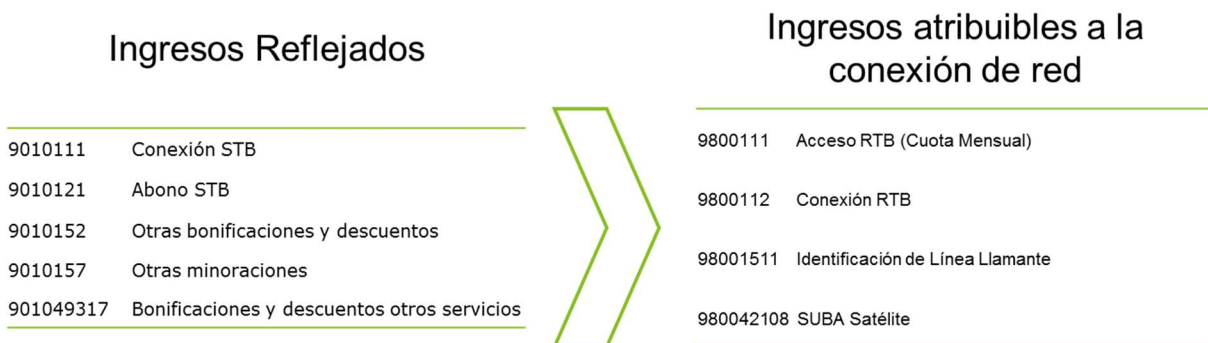 Ingresos Reflejados
9010111 Conexión STB
9010121 Abono STB
9010152 Otras bonificaciones y descuentos
9010157 Otras minoraciones
901049317 Bonificaciones y descuentos otros servicios
Ingresos atribuibles a la
conexión de red
9800111 Acceso RTB (Cuota Mensual)
9800112 Conexión RTB
98001511 Identificación de Línea Llamante
980042108 SUBA Satélite